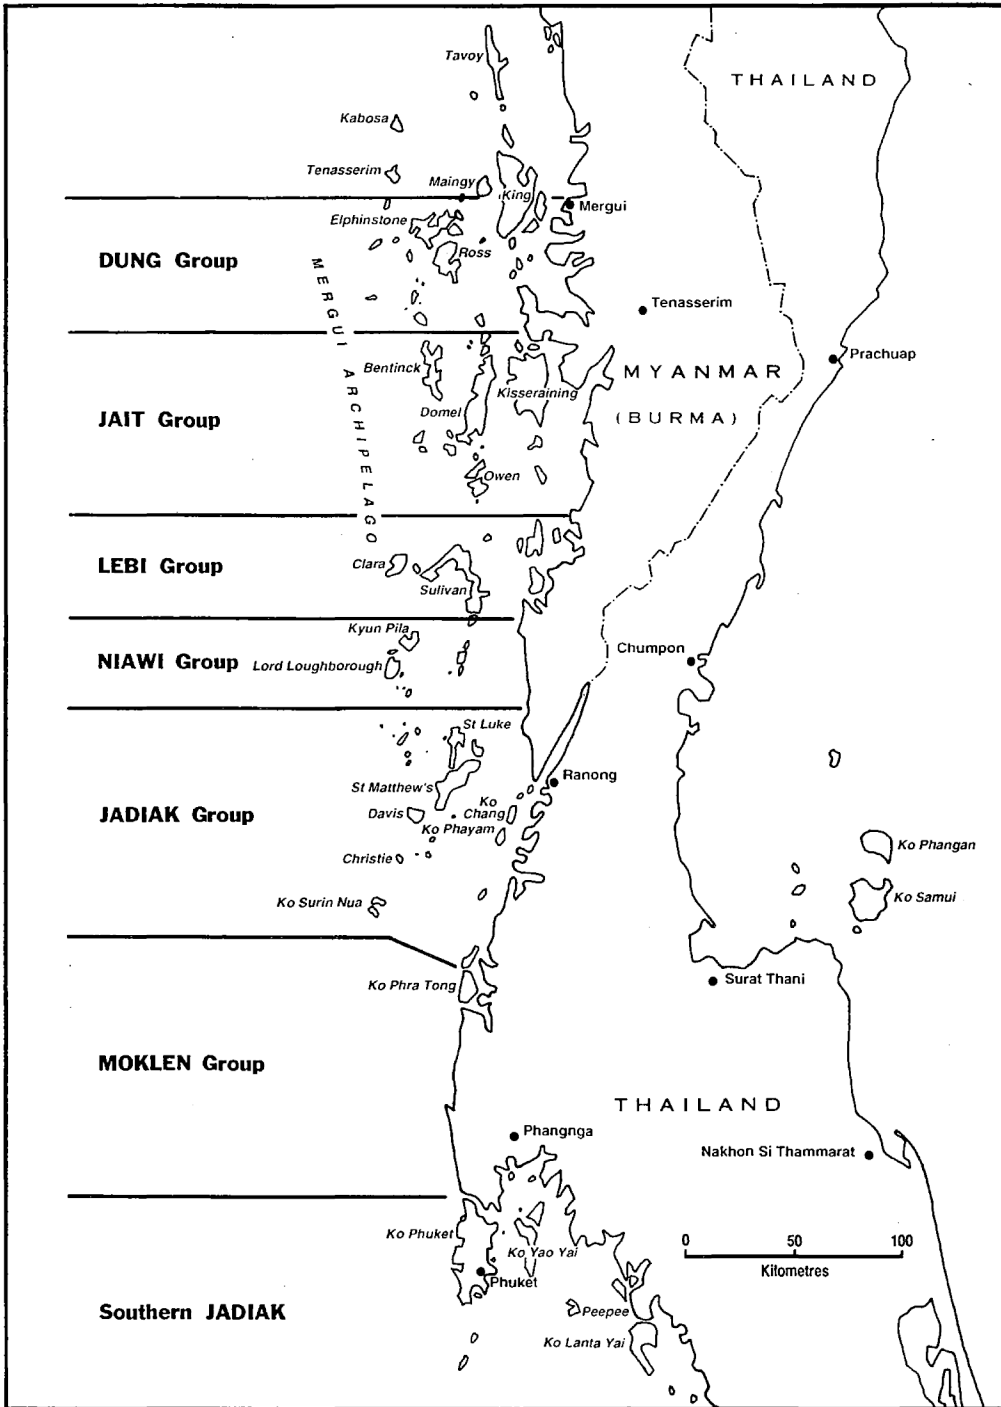 THAILAND
Tavoy
Kabosa
Tenasserim
Maingy
King
Mergui
Elphinstone
DUNG Group
Ross
MERGUI ARCHIPELAGO
Tenasserim
Prachuap
Bentinck
MYANMAR
(BURMA)
Kisseraining
Domel
JAIT Group
Owen
LEBI Group
Clara
Sulivan
Kyun Pila
Chumpon
NIAWI Group
Lord Loughborough
St Luke
Ranong
St Matthew's
Ko Chang
JADIAK Group
Davis
Ko Phayam
Ko Phangan
Christie
Ko Samui
Ko Surin Nua
Surat Thani
Ko Phra Tong
MOKLEN Group
THAILAND
Phangnga
Nakhon Si Thammarat
Ko Phuket
Ko Yao Yai
0 50 100
Kilometres
Phuket
Southern JADIAK
Peepee
Ko Lanta Yai